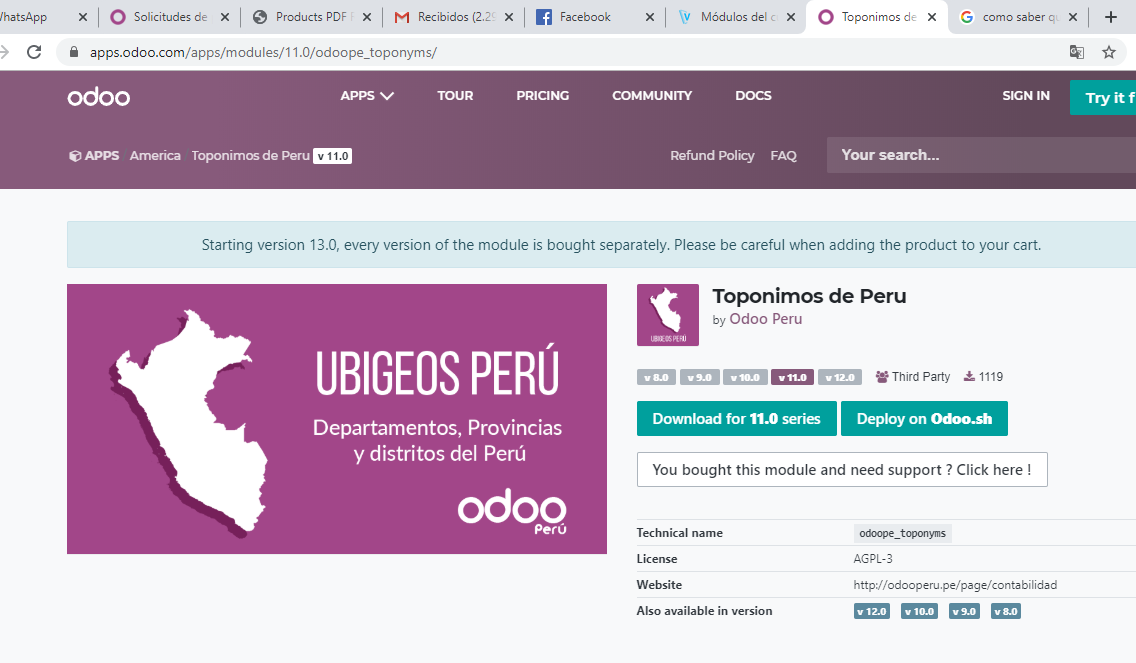 WhatsApp
Solicitudes de
Products PDF
Recibidos (2.29
Facebook
Módulos del c
Toponimos de
como saber qu
apps.odoo.com/apps/modules/11.0/odoope_toponyms/
odoo
APPS
TOUR
PRICING
COMMUNITY
DOCS
SIGN IN
Try it f
APPS America Toponimos de Peru v 11.0
Refund Policy
FAQ
Your search...
Starting version 13.0, every version of the module is bought separately. Please be careful when adding the product to your cart.
UBIGEOS PERÚ
Departamentos, Provincias
y distritos del Perú
odoo
Perú
UBIGEOS PERÚ
Toponimos de Peru
by Odoo Peru
v 8.0 v 9.0 v 10.0 v 11.0 v 12.0 Third Party 1119
Download for 11.0 series
Deploy on Odoo.sh
You bought this module and need support ? Click here !
Technical name odoope_toponyms
License AGPL-3
Website http://odooperu.pe/page/contabilidad
Also available in version v 12.0 v 10.0 v 9.0 v 8.0